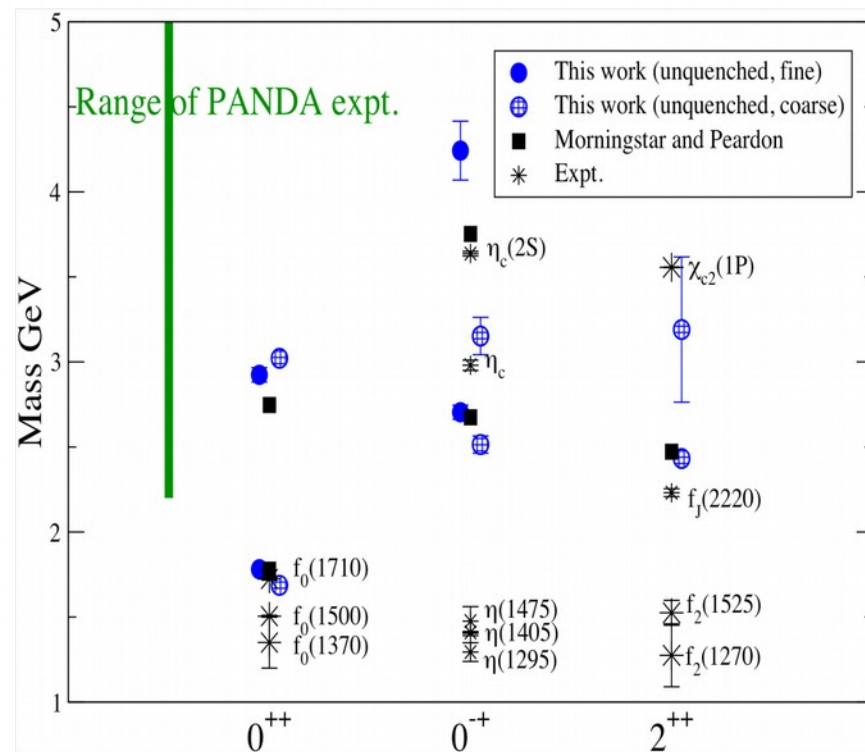 5
This work (unquenched, fine)
Range of PANDA expt.
This work (unquenched, coarse)
Morningstar and Peardon
Expt.
4
η_c(2S)
χ_c2(1P)
Mass GeV
3
η_c
f_J(2220)
2
f_0(1710)
f_0(1500)
f_0(1370)
η(1475)
η(1405)
η(1295)
f_2(1525)
f_2(1270)
1
0^++
0^-+
2^++